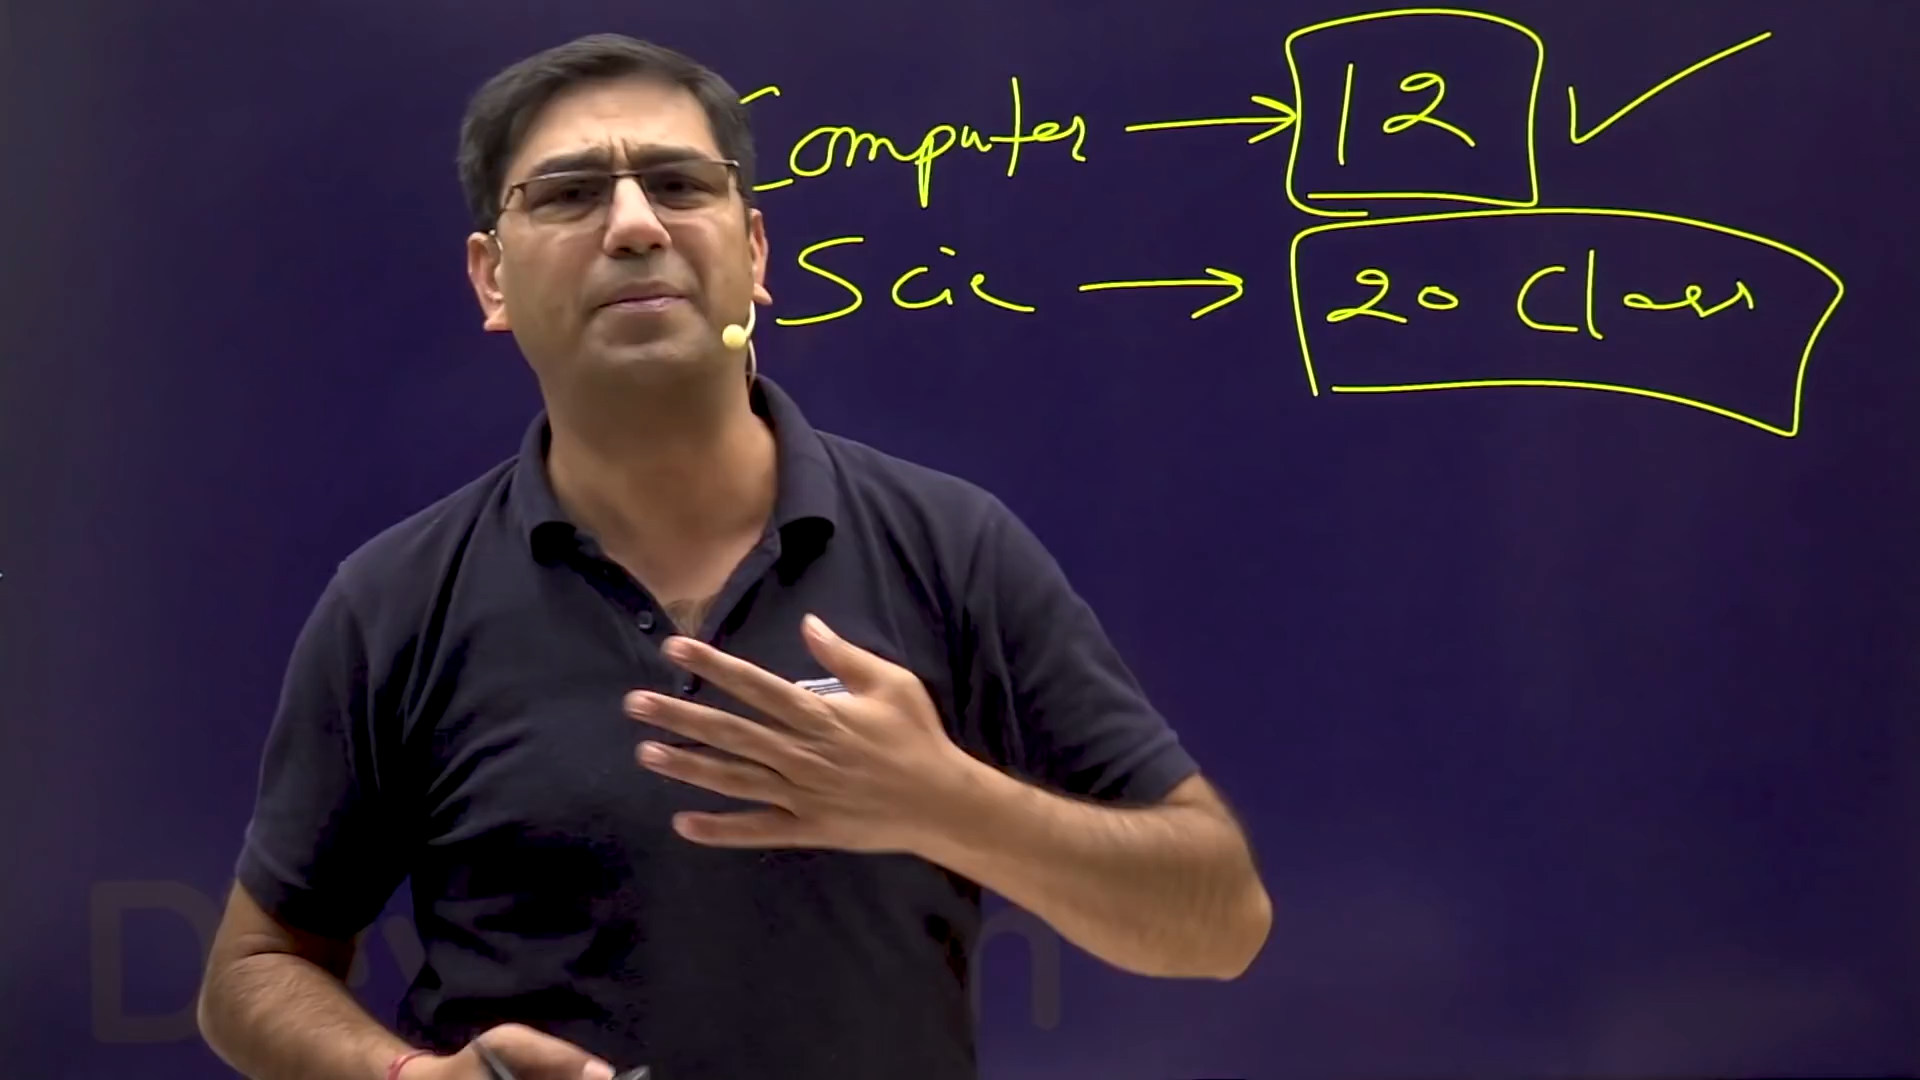 Computer → 12 ✓
Scie → 20 Class